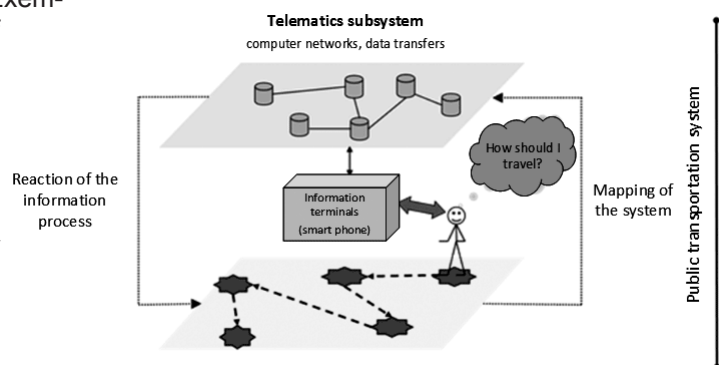 Exem-
Telematics subsystem
computer networks, data transfers
How should I
travel?
Reaction of the
information
process
Information
terminals
(smart phone)
Mapping of
the system
Public transportation system